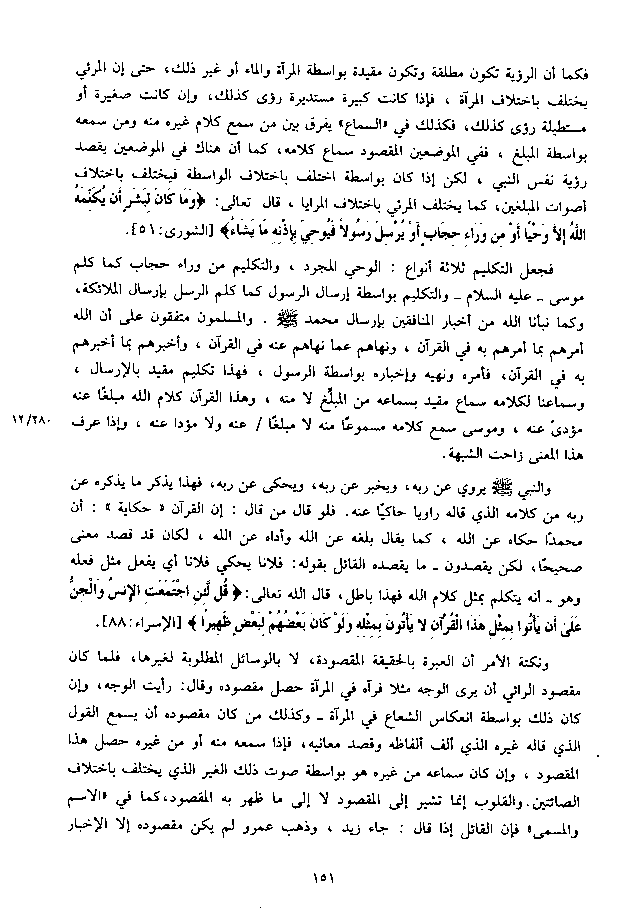 فكما أن الرؤية تكون مطلقة وتكون مقيدة بواسطة المرآة والماء أو غير ذلك، حتى إن المرئي
يختلف باختلاف المرآة ، فإذا كانت كبيرة مستديرة رؤى كذلك، وإن كانت صغيرة أو
مستطيلة رؤى كذلك، فكذلك في «السماع» يفرق بين من سمع كلام غيره منه ومن سمعه
بواسطة المبلغ ، ففي الموضعين المقصود سماع كلامه، كما أن هناك في الموضعين يقصد
رؤية نفس النبي ، لكن إذا كان بواسطة اختلف باختلاف الواسطة فيختلف باختلاف
أصوات المبلغين، كما يختلف المرئي باختلاف المرايا ، قال تعالى: ﴿وَمَا كَانَ لِبَشَرٍ أَن يُكَلِّمَهُ
اللَّهُ إِلاَّ وَحْيًا أَوْ مِن وَرَاءِ حِجَابٍ أَوْ يُرْسِلَ رَسُولاً فَيُوحِيَ بِإِذْنِهِ مَا يَشَاءُ﴾ [الشورى:٥١].
فجعل التكليم ثلاثة أنواع : الوحي المجرد ، والتكليم من وراء حجاب كما كلم
موسى ـ عليه السلام ـ والتكليم بواسطة إرسال الرسول كما كلم الرسل بإرسال الملائكة،
وكما نبأنا الله من أخبار المنافقين بإرسال محمد ﷺ . والمسلمون متفقون على أن الله
أمرهم بما أمرهم به في القرآن ، ونهاهم عما نهاهم عنه في القرآن ، وأخبرهم بما أخبرهم
به في القرآن، فأمره ونهيه وإخباره بواسطة الرسول ، فهذا تكليم مقيد بالإرسال ،
وسماعنا لكلامه سماع مقيد بسماعه من المبلِّغ لا منه ، وهذا القرآن كلام الله مبلغًا عنه
مؤدىً عنه ، وموسى سمع كلامه مسموعًا منه لا مبلغًا / عنه ولا مؤدا عنه ، وإذا عرف
١٢/٢٨٠
هذا المعنى زاحت الشبهة.
والنبي ﷺ يروي عن ربه، ويخبر عن ربه، ويحكى عن ربه، فهذا يذكر ما يذكره عن
ربه من كلامه الذي قاله راويا حاكيًا عنه. فلو قال من قال : إن القرآن « حكاية » : أن
محمدًا حكاه عن الله ، كما يقال بلغه عن الله وأداه عن الله ، لكان قد قصد معنى
صحيحًا، لكن يقصدون ـ ما يقصده القائل بقوله: فلانا يحكي فلانا أي يفعل مثل فعله
وهو ـ أنه يتكلم بمثل كلام الله فهذا باطل، قال الله تعالى:﴿ قُل لَّئِنِ اجْتَمَعَتِ الإِنسُ وَالْجِنُّ
عَلَىٰ أَن يَأْتُوا بِمِثْلِ هَذَا الْقُرْآنِ لا يَأْتُونَ بِمِثْلِهِ وَلَوْ كَانَ بَعْضُهُمْ لِبَعْضٍ ظَهِيرًا ﴾ [الإسراء:٨٨].
ونكتة الأمر أن العبرة بالحقيقة المقصودة، لا بالوسائل المطلوبة لغيرها، فلما كان
مقصود الرائي أن يرى الوجه مثلا فرآه في المرآة حصل مقصوده وقال: رأيت الوجه، وإن
كان ذلك بواسطة انعكاس الشعاع في المرآة ـ وكذلك من كان مقصوده أن يسمع القول
الذي قاله غيره الذي ألف ألفاظه وقصد معانيه، فإذا سمعه منه أو من غيره حصل هذا
المقصود ، وإن كان سماعه من غيره هو بواسطة صوت ذلك الغير الذي يختلف باختلاف
الصائتين.والقلوب إنما تشير إلى المقصود لا إلى ما ظهر به المقصود،كما في «الاسم
والمسمى» فإن القائل إذا قال : جاء زيد ، وذهب عمرو لم يكن مقصوده إلا الإخبار
١٥١